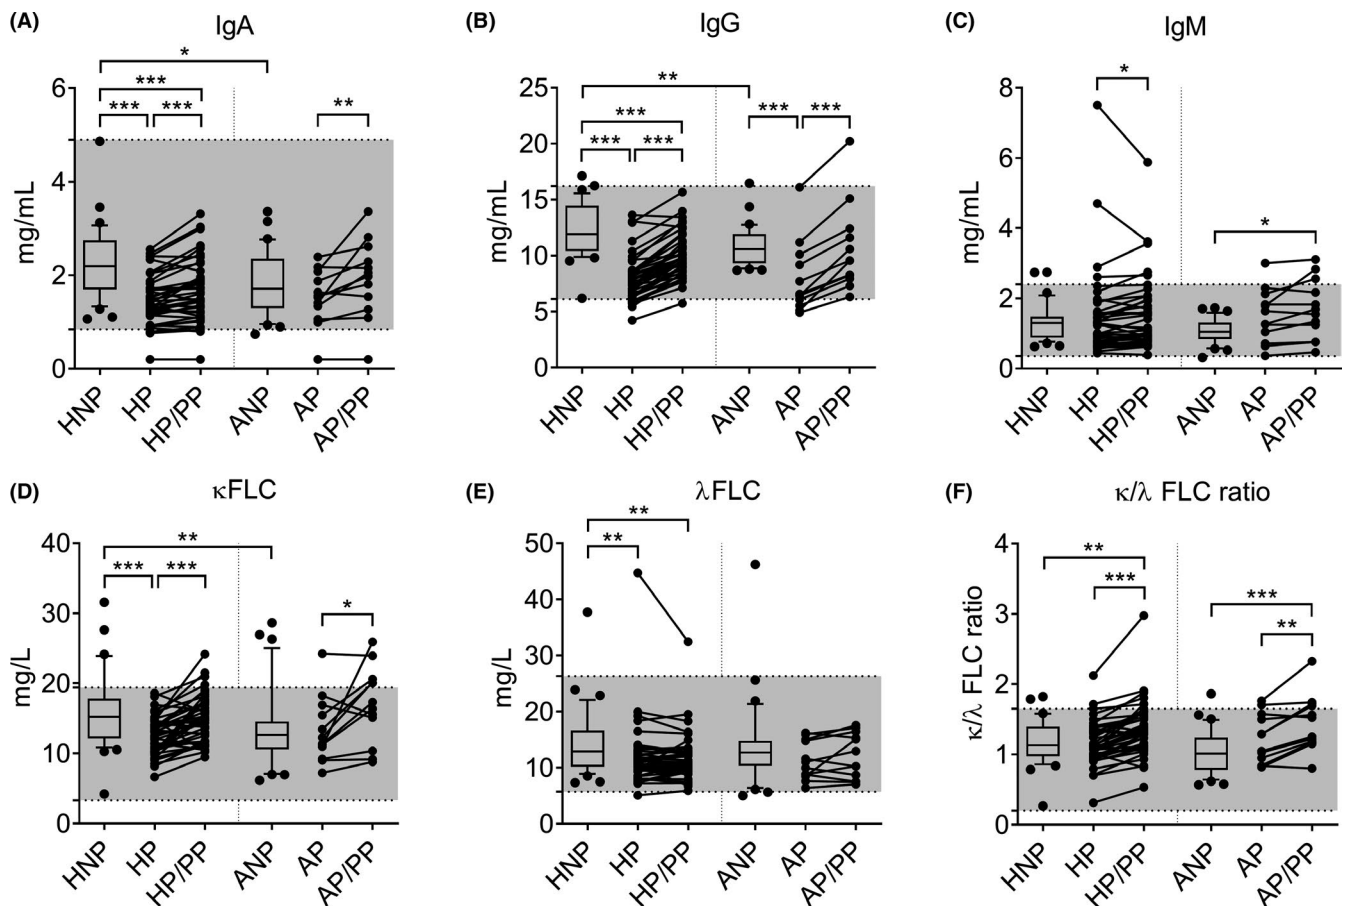 (A) IgA
* *** *** *** **
6
4
2
0
mg/mL
HNP HP HP/PP ANP AP AP/PP
(B) IgG
** *** *** *** *** ***
25
20
15
10
5
0
mg/mL
HNP HP HP/PP ANP AP AP/PP
(C) IgM
* *
8
6
4
2
0
mg/mL
HNP HP HP/PP ANP AP AP/PP
(D) κFLC
** *** *** *
40
30
20
10
0
mg/L
HNP HP HP/PP ANP AP AP/PP
(E) λFLC
** **
50
40
30
20
10
0
mg/L
HNP HP HP/PP ANP AP AP/PP
(F) κ/λ FLC ratio
** *** *** **
4
3
2
1
0
κ/λ FLC ratio
HNP HP HP/PP ANP AP AP/PP